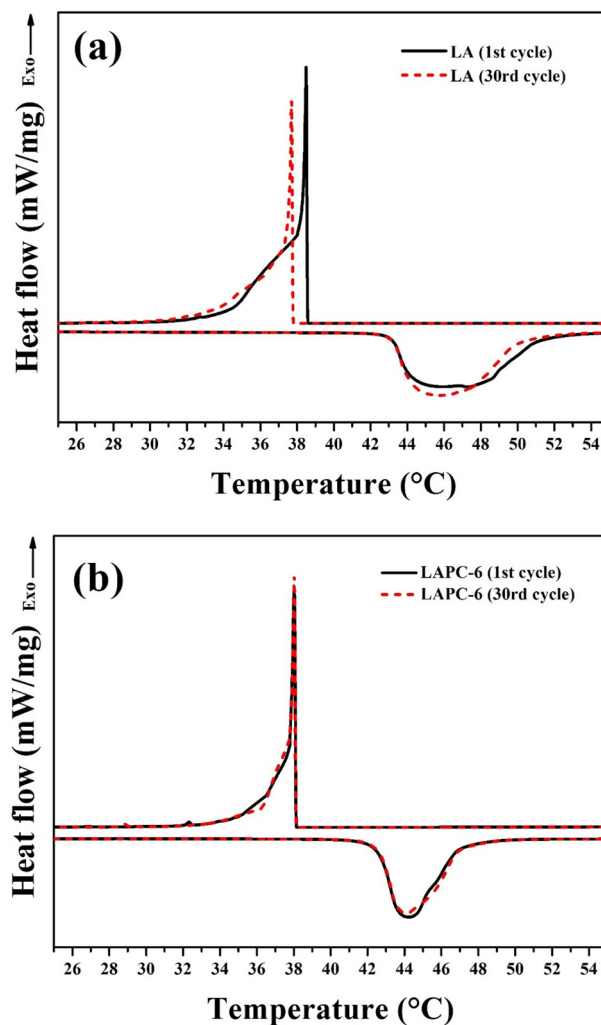 (a)
Exo
LA (1st cycle)
LA (30rd cycle)
Heat flow (mW/mg)
26 28 30 32 34 36 38 40 42 44 46 48 50 52 54
Temperature (°C)
(b)
Exo
LAPC-6 (1st cycle)
LAPC-6 (30rd cycle)
Heat flow (mW/mg)
26 28 30 32 34 36 38 40 42 44 46 48 50 52 54
Temperature (°C)